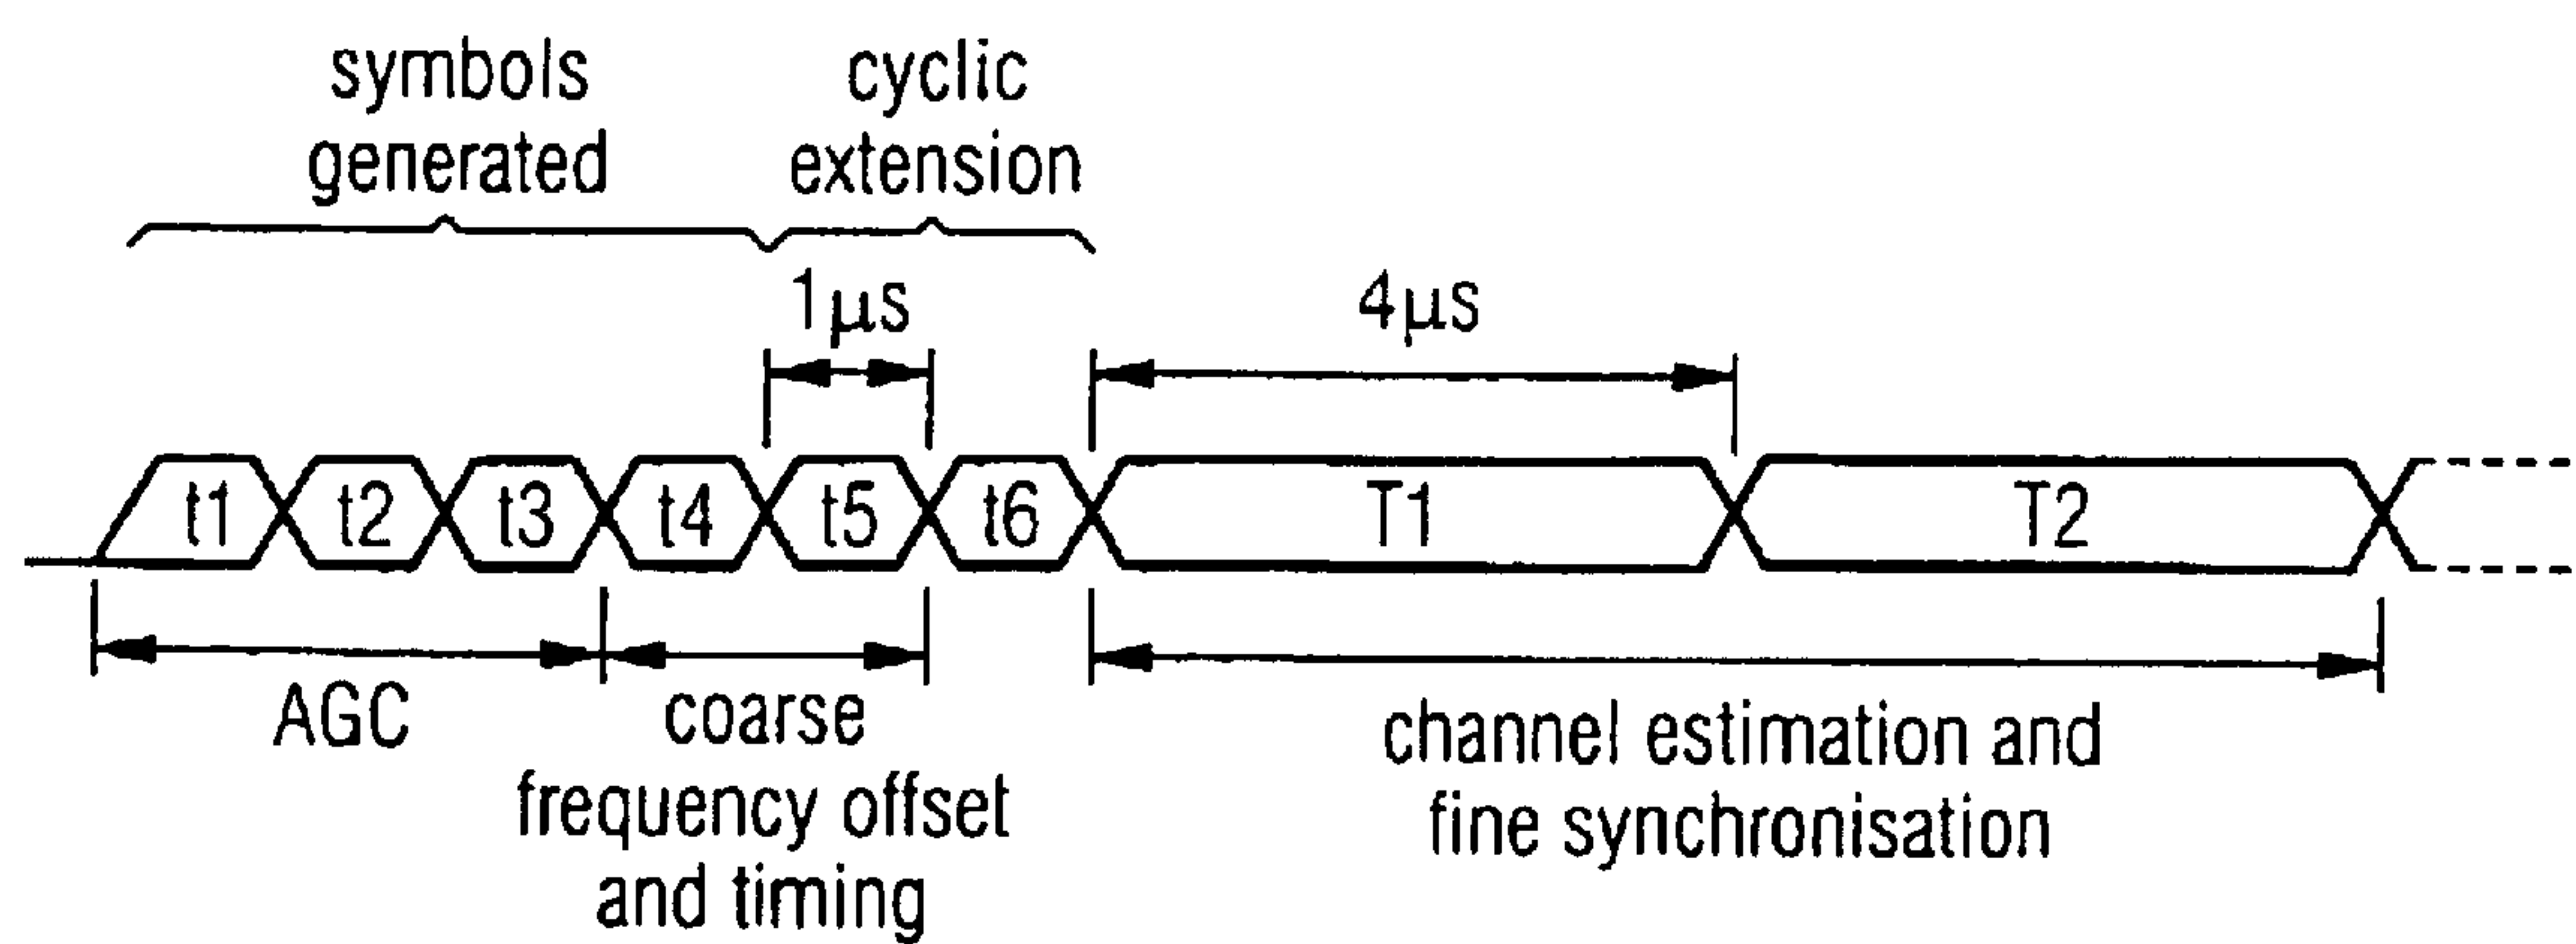 symbols
generated
cyclic
extension
1μs
4μs
t1 t2 t3 t4 t5 t6 T1 T2
AGC
coarse
frequency offset
and timing
channel estimation and
fine synchronisation